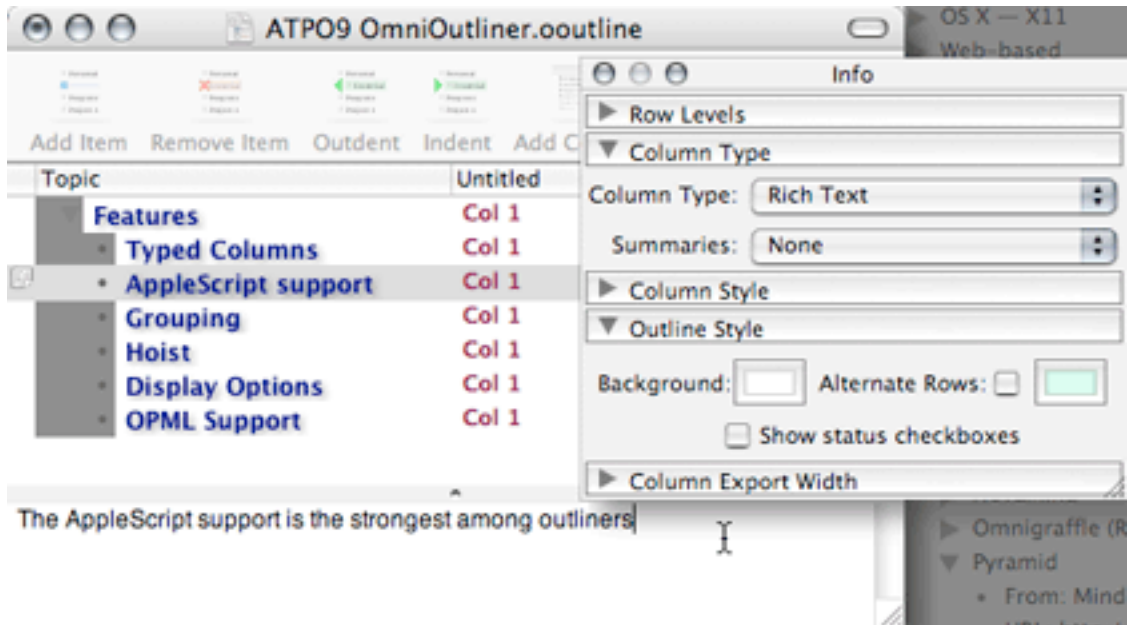 ATPO9 OmniOutliner.ooutline
Add Item Remove Item Outdent Indent Add C
Topic Untitled
Features Col 1
Typed Columns Col 1
AppleScript support Col 1
Grouping Col 1
Hoist Col 1
Display Options Col 1
OPML Support Col 1
The AppleScript support is the strongest among outliners
Info
Row Levels
Column Type
Column Type: Rich Text
Summaries: None
Column Style
Outline Style
Background: Alternate Rows:
Show status checkboxes
Column Export Width
OS X — X11
Web-based
Omnigraffle (R
Pyramid
From: Mind